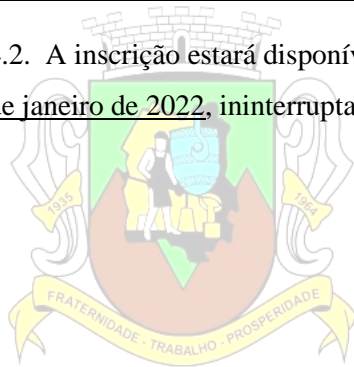 .2. A inscrição estará disponív
e janeiro de 2022, ininterrupta
1935
1964
FRATERNIDADE - TRABALHO - PROSPERIDADE